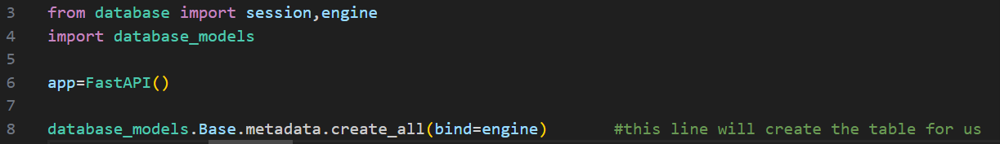 3 from database import session,engine
4 import database_models
5
6 app=FastAPI()
7
8 database_models.Base.metadata.create_all(bind=engine) #this line will create the table for us